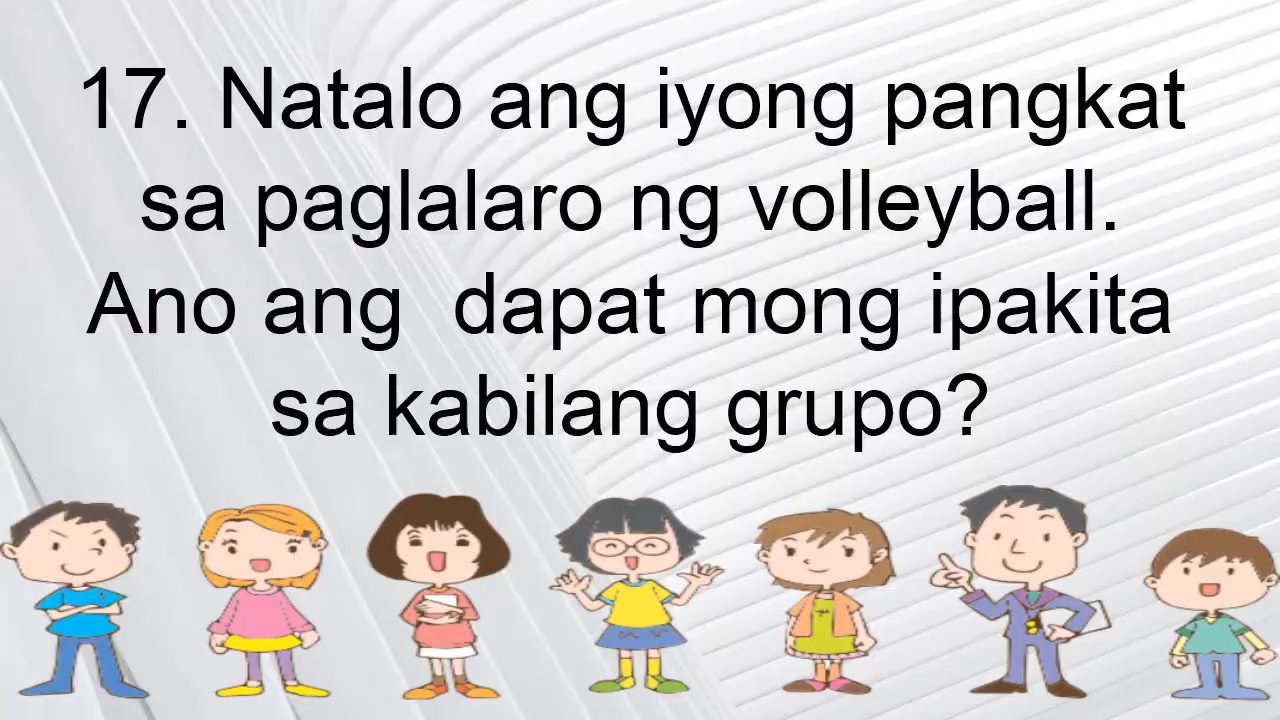 17. Natalo ang iyong pangkat
sa paglalaro ng volleyball.
Ano ang  dapat mong ipakita
sa kabilang grupo?